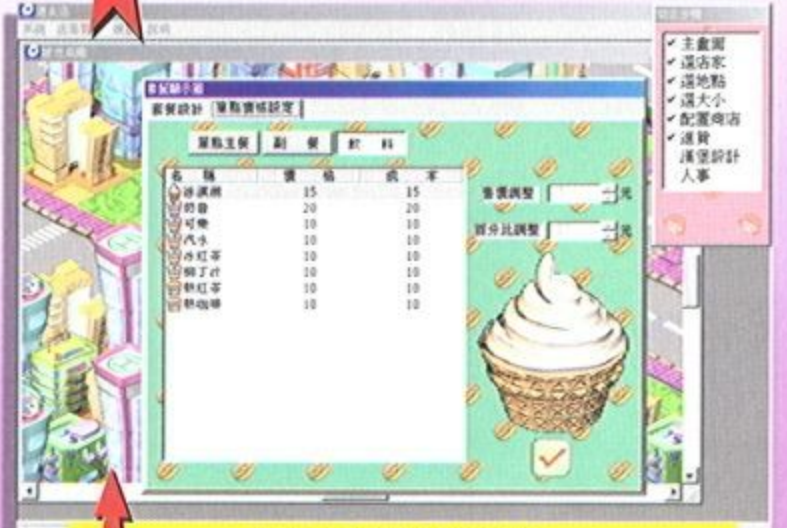 主畫面
選店家
選地點
選大小
配置商店
進貨
漢堡設計
人事
套餐設計 單點價格設定
單點主餐 副 餐 飲 料
名 稱 價 格 成 本
冰淇淋 15 15
奶昔 20 20
可樂 10 10
汽水 10 10
冰紅茶 10 10
柳丁汁 10 10
熱紅茶 10 10
熱咖啡 10 10
售價調整 元
百分比調整 元